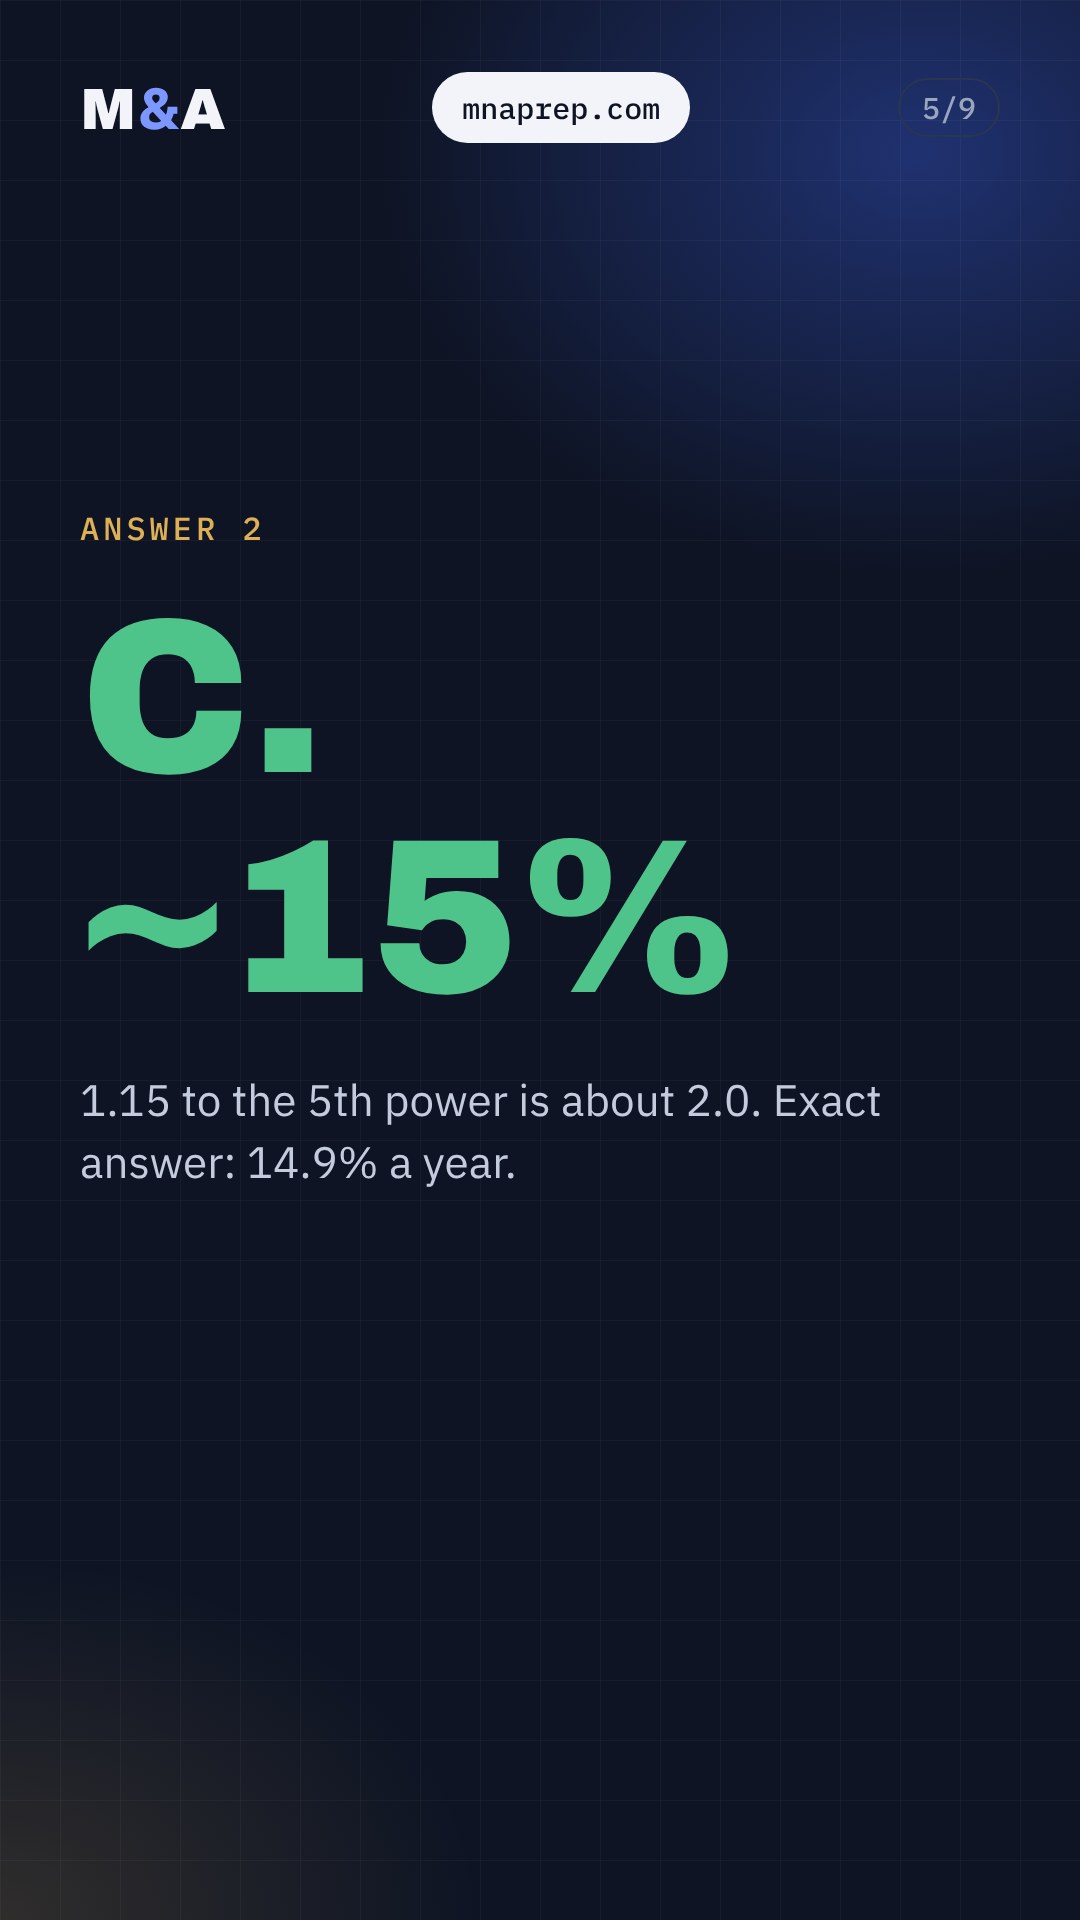 M&A
mnaprep.com
5/9
ANSWER 2
C.
~15%
1.15 to the 5th power is about 2.0. Exact
answer: 14.9% a year.